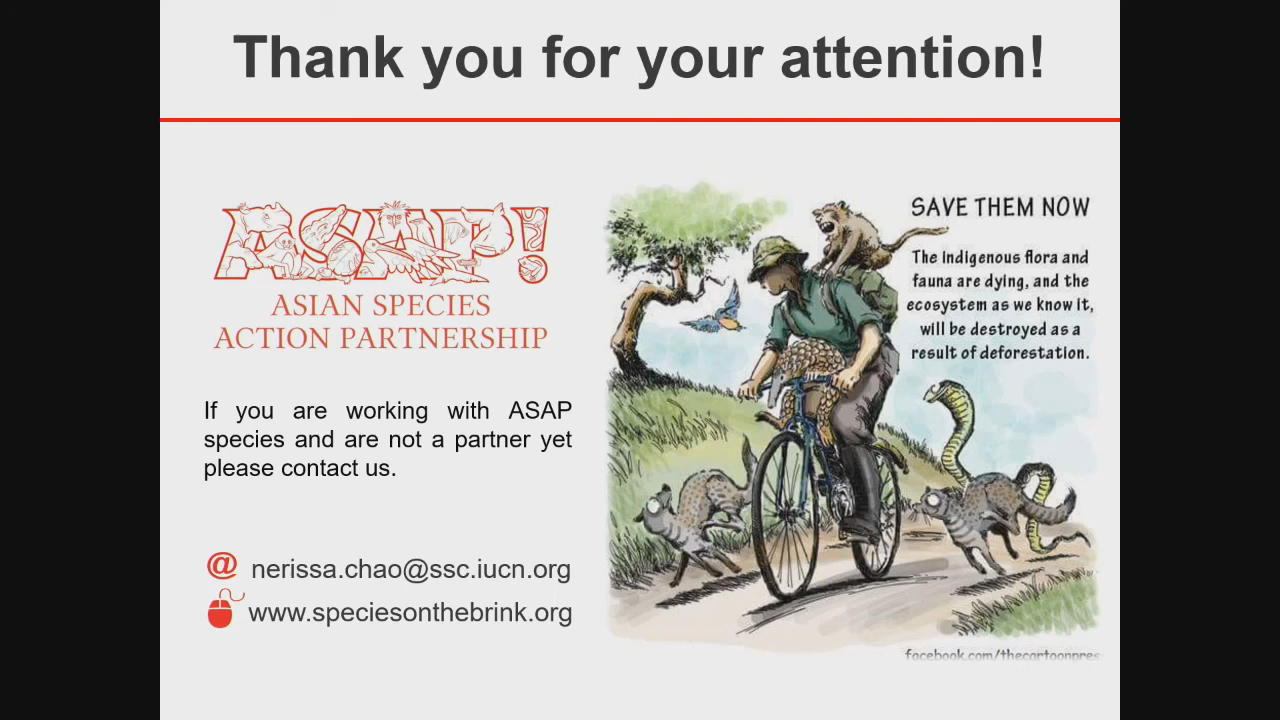 Thank you for your attention!
ASAP!
ASIAN SPECIES
ACTION PARTNERSHIP
If you are working with ASAP
species and are not a partner yet
please contact us.
@ nerissa.chao@ssc.iucn.org
www.speciesonthebrink.org
SAVE THEM NOW
The indigenous flora and
fauna are dying, and the
ecosystem as we know it,
will be destroyed as a
result of deforestation.
facebook.com/thecartoonpres